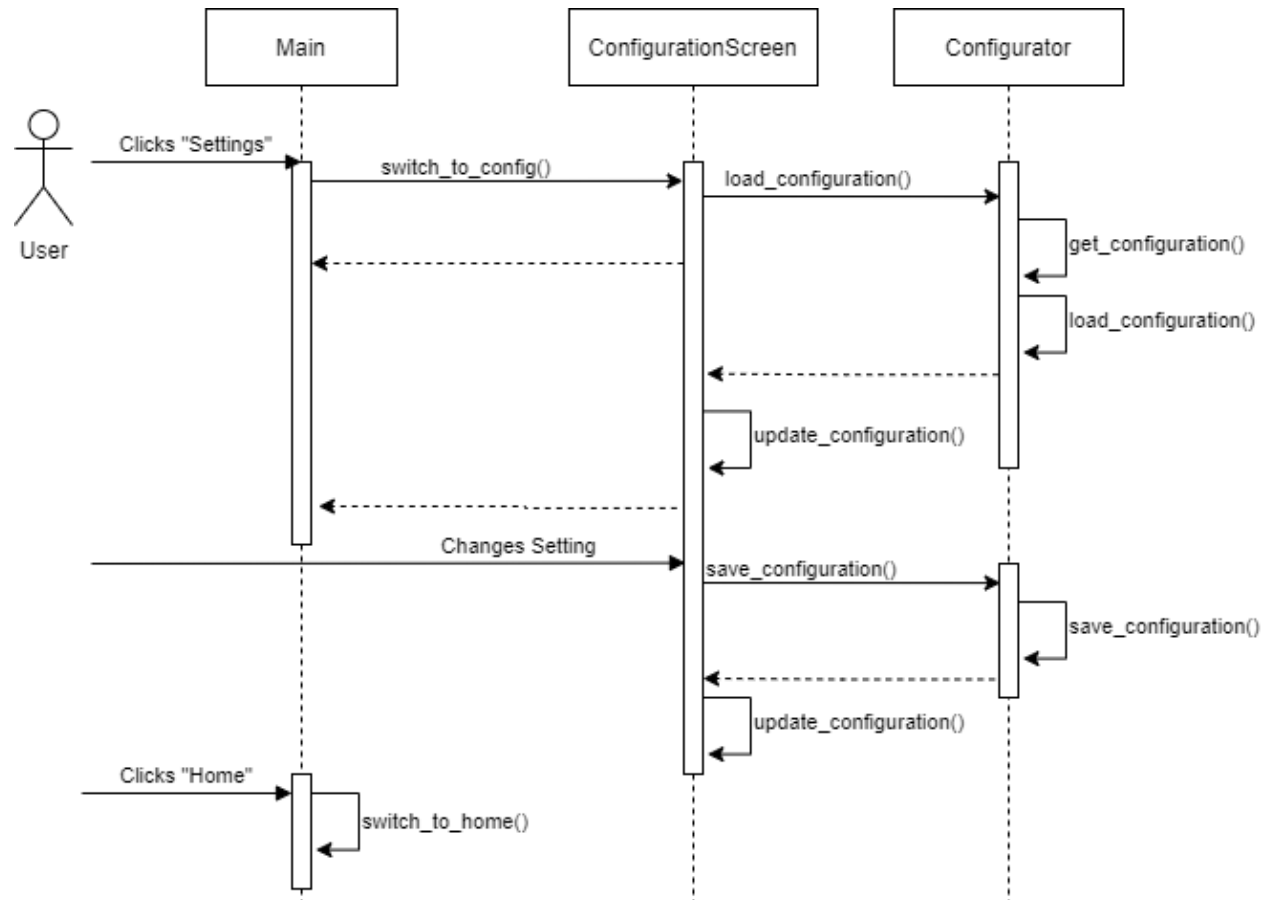 Main
ConfigurationScreen
Configurator
Clicks "Settings"
switch_to_config()
load_configuration()
User
get_configuration()
load_configuration()
update_configuration()
Changes Setting
save_configuration()
save_configuration()
update_configuration()
Clicks "Home"
switch_to_home()